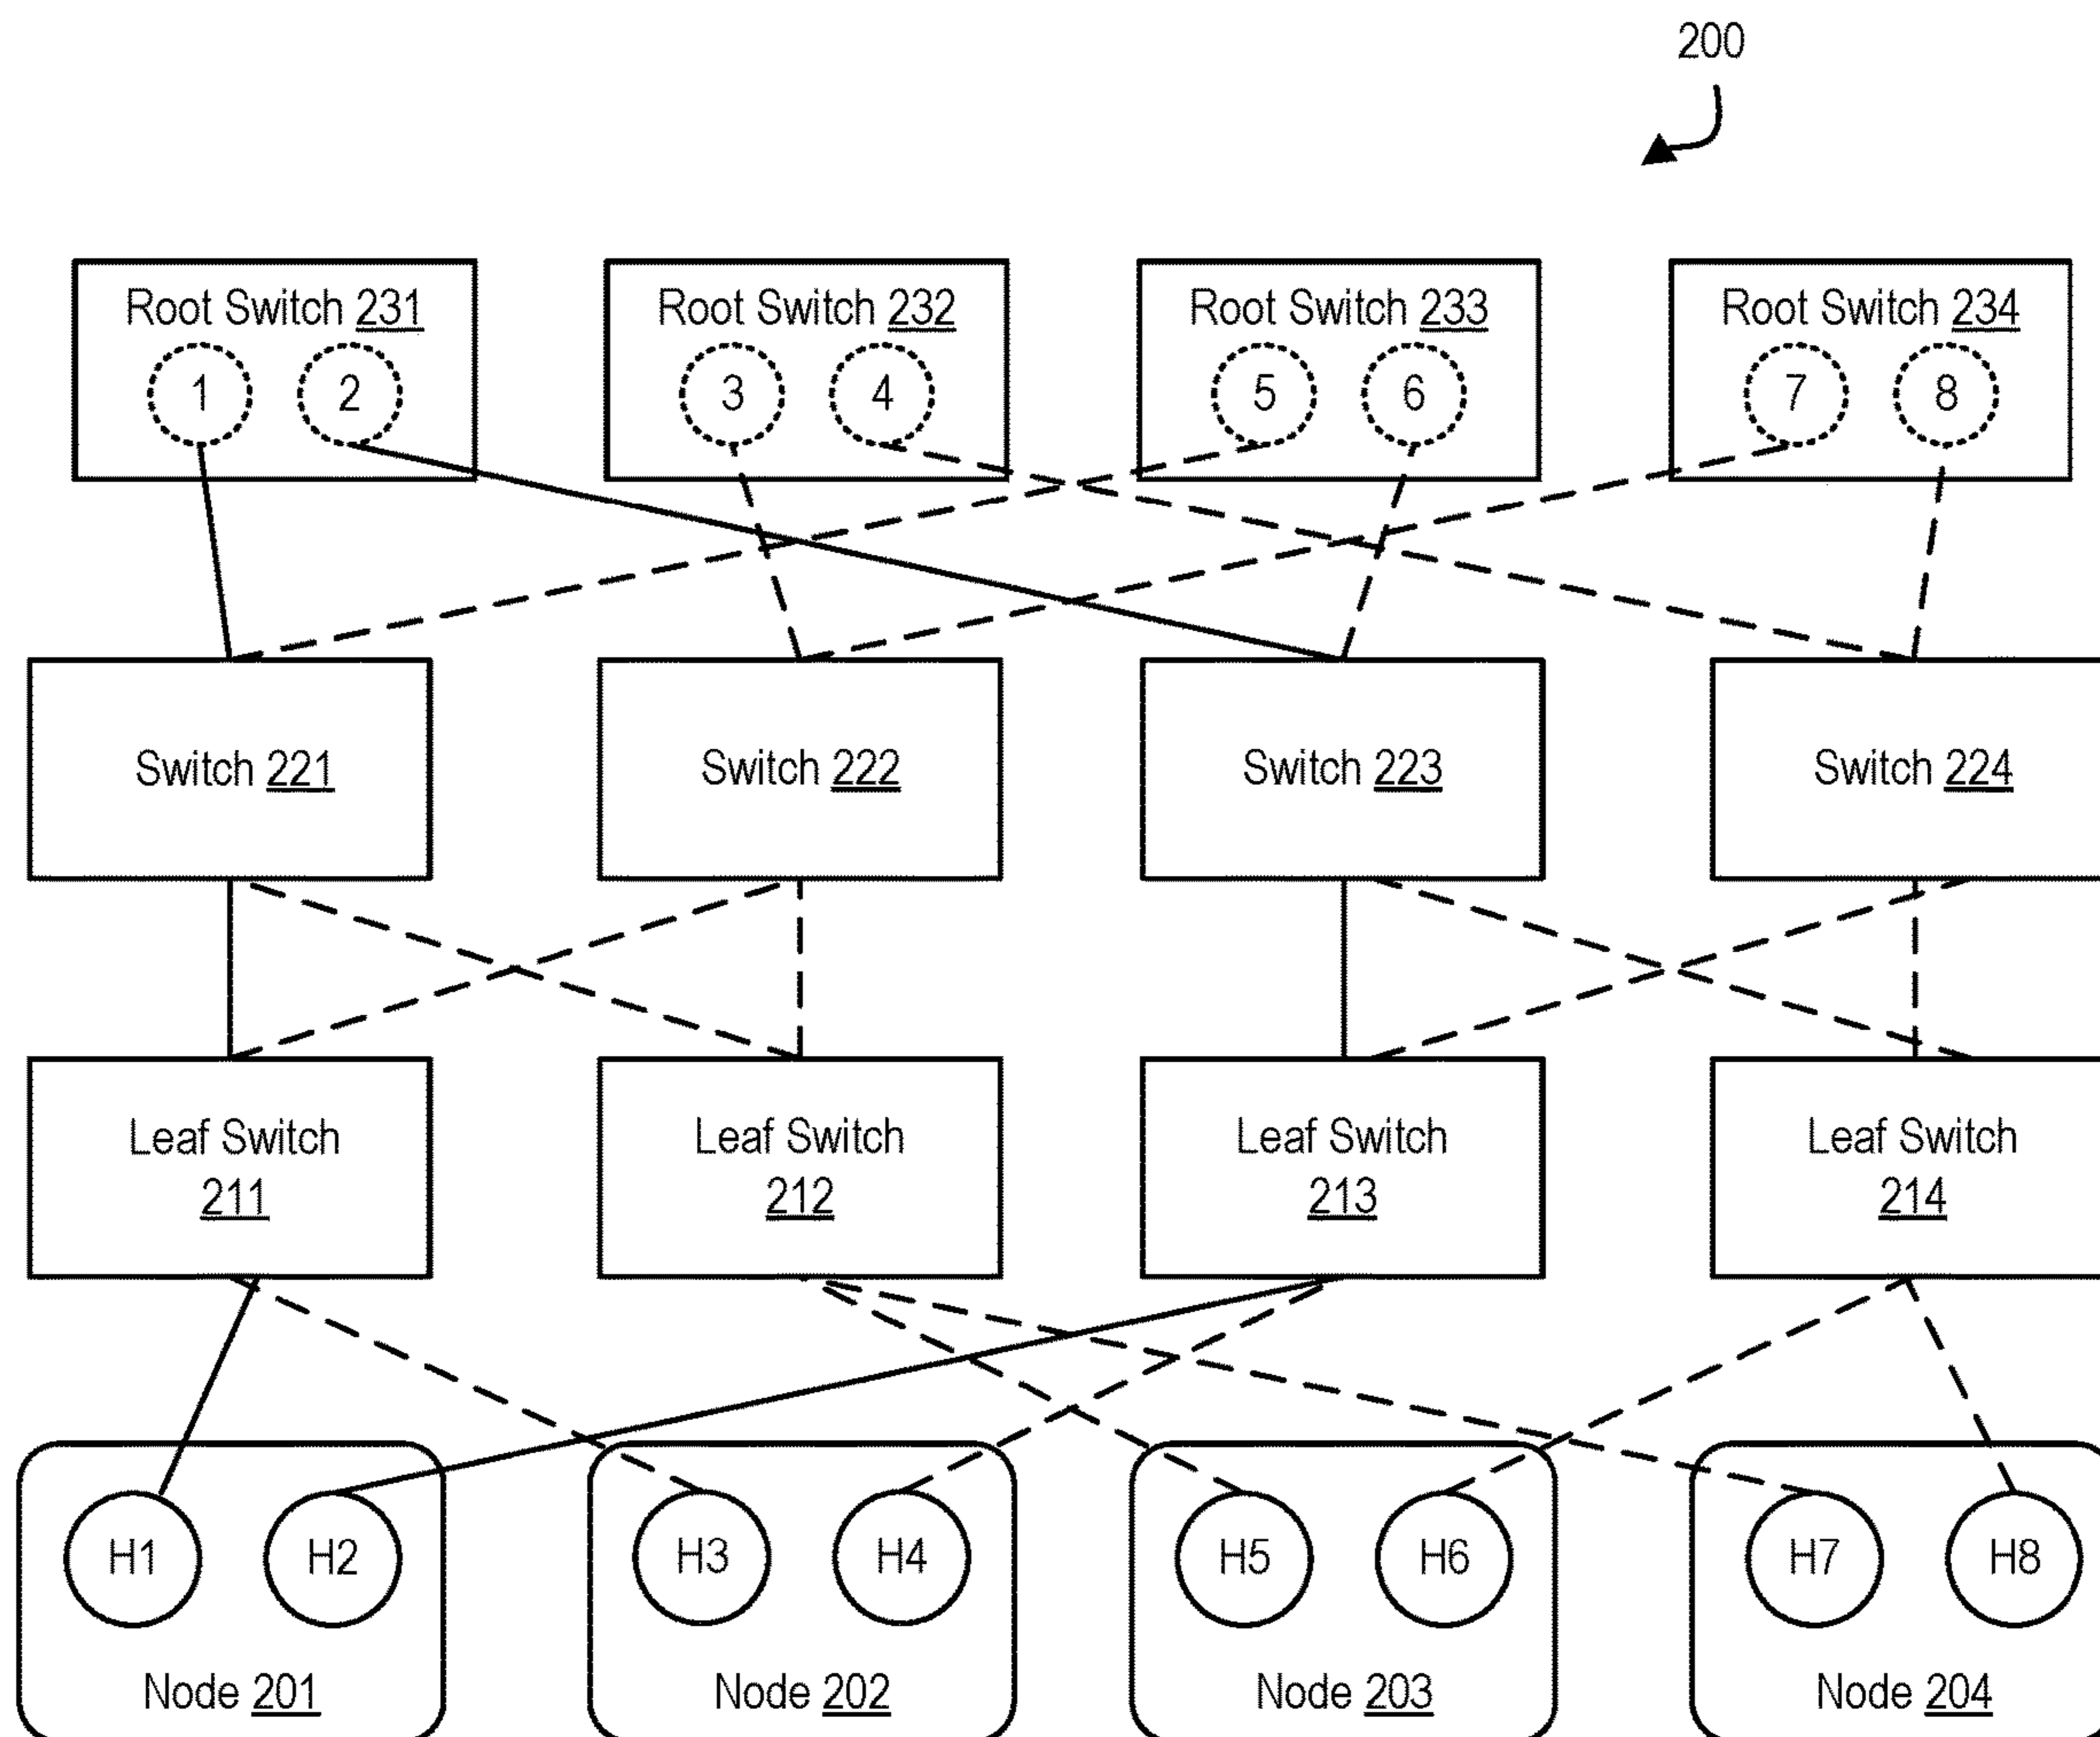 200
Root Switch 231
Root Switch 232
Root Switch 233
Root Switch 234
1 2
3 4
5 6
7 8
Switch 221
Switch 222
Switch 223
Switch 224
Leaf Switch
211
Leaf Switch
212
Leaf Switch
213
Leaf Switch
214
H1 H2
H3 H4
H5 H6
H7 H8
Node 201
Node 202
Node 203
Node 204